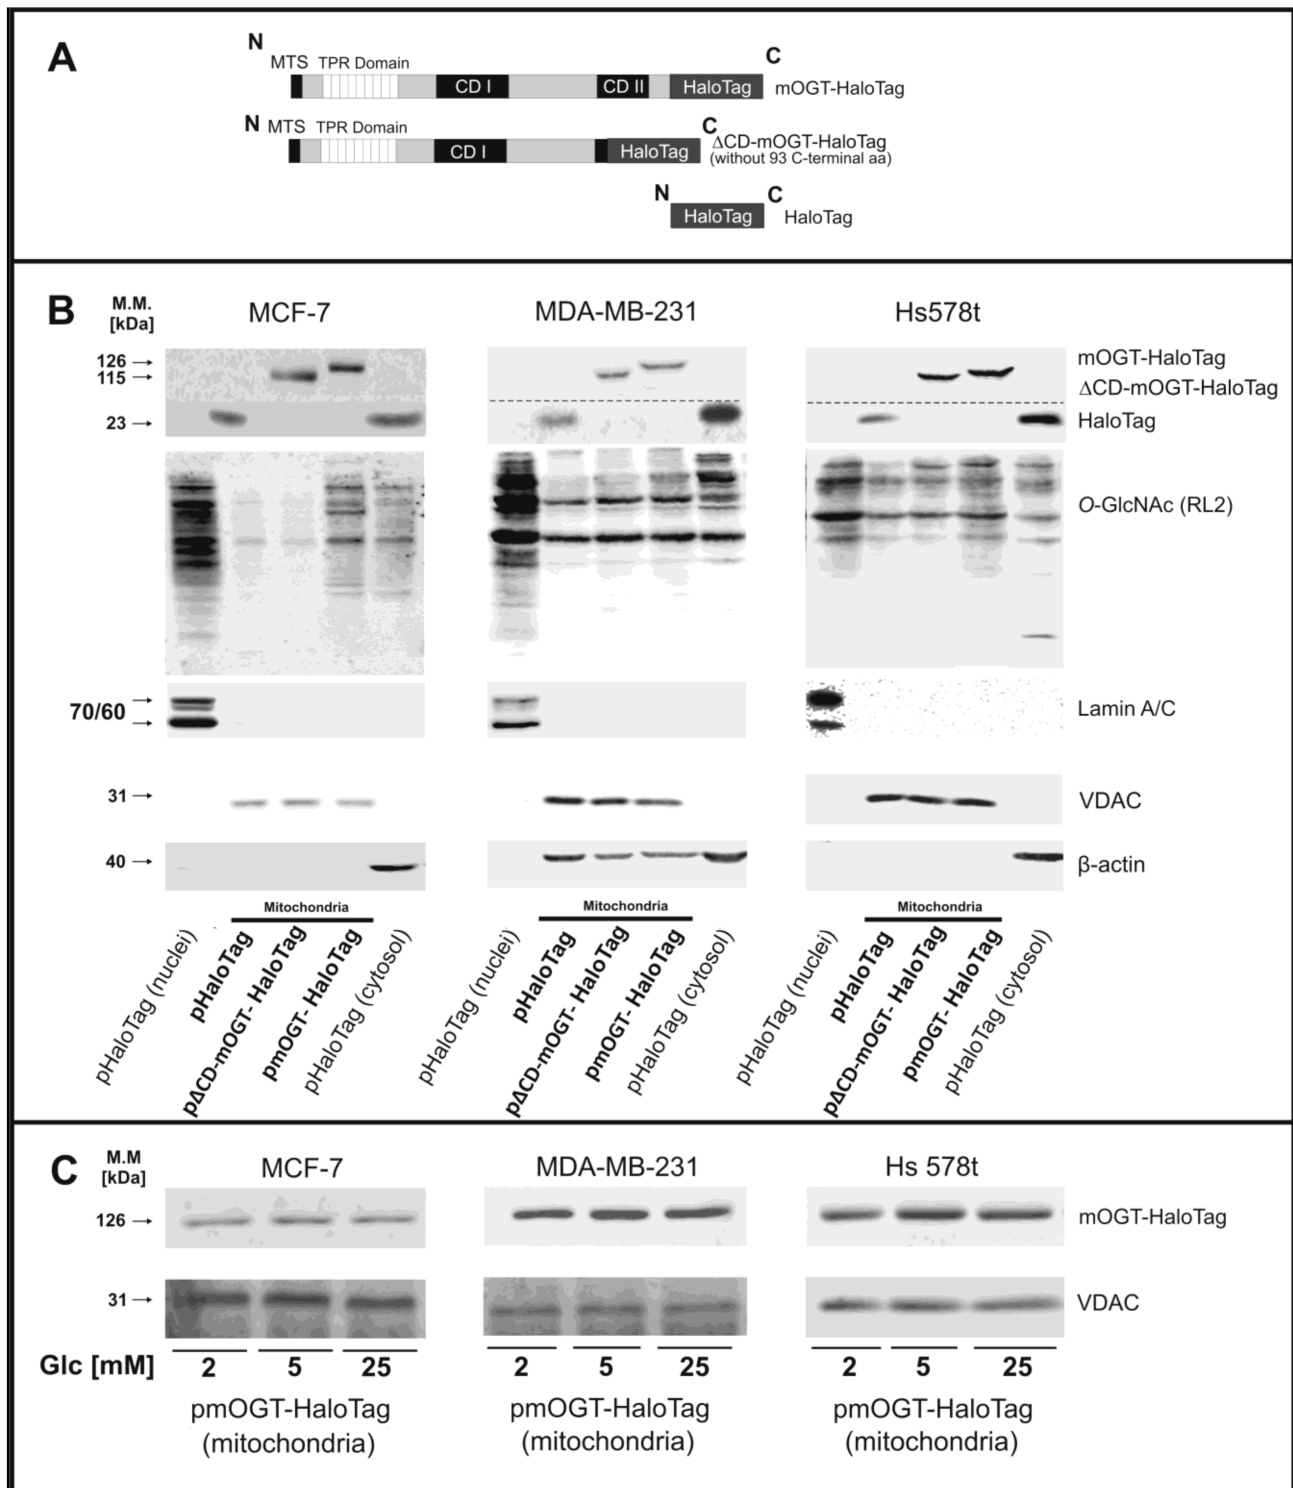 A
N
C
MTS TPR Domain
CD I CD II HaloTag mOGT-HaloTag
N MTS TPR Domain C
CD I HaloTag ΔCD-mOGT-HaloTag
(without 93 C-terminal aa)
N C
HaloTag HaloTag
B
M.M.
[kDa]
MCF-7 MDA-MB-231 Hs578t
126 → mOGT-HaloTag
115 → ΔCD-mOGT-HaloTag
23 → HaloTag
O-GlcNAc (RL2)
70/60 → → Lamin A/C
31 → VDAC
40 → β-actin
Mitochondria Mitochondria Mitochondria
pHaloTag (nuclei)
pHaloTag
pΔCD-mOGT- HaloTag
pmOGT- HaloTag
pHaloTag (cytosol)
pHaloTag (nuclei)
pHaloTag
pΔCD-mOGT- HaloTag
pmOGT- HaloTag
pHaloTag (cytosol)
pHaloTag (nuclei)
pHaloTag
pΔCD-mOGT- HaloTag
pmOGT- HaloTag
pHaloTag (cytosol)
C
M.M
[kDa]
MCF-7 MDA-MB-231 Hs 578t
126 → mOGT-HaloTag
31 → VDAC
Glc [mM] 2 5 25 2 5 25 2 5 25
pmOGT-HaloTag pmOGT-HaloTag pmOGT-HaloTag
(mitochondria) (mitochondria) (mitochondria)